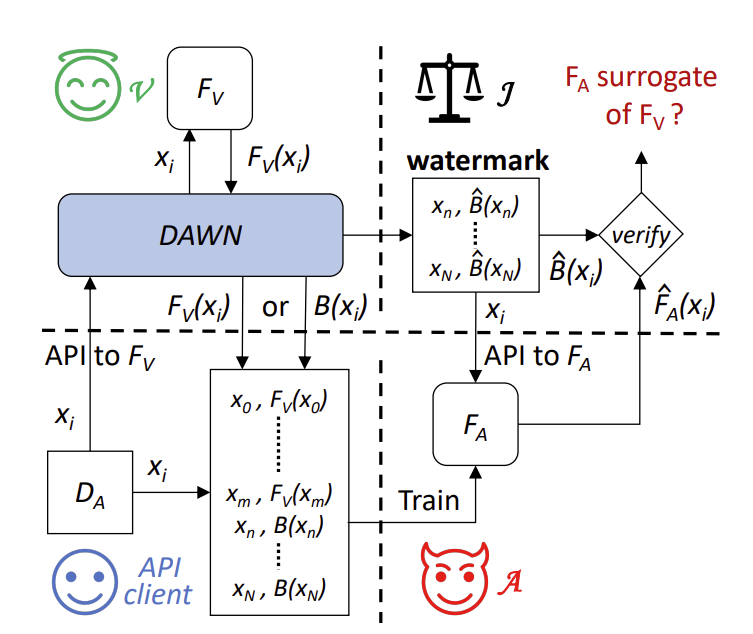 𝒱
F_V
x_i
F_V(x_i)
DAWN
F_V(x_i) or B(x_i)
𝒥
F_A surrogate
of F_V ?
watermark
x_n , B̂(x_n)
x_N , B̂(x_N)
B̂(x_i)
verify
F̂_A(x_i)
x_i
API to F_V
API to F_A
x_i
D_A
x_i
x_0 , F_V(x_0)
x_m , F_V(x_m)
x_n , B(x_n)
x_N , B(x_N)
F_A
Train
API
client
𝒜